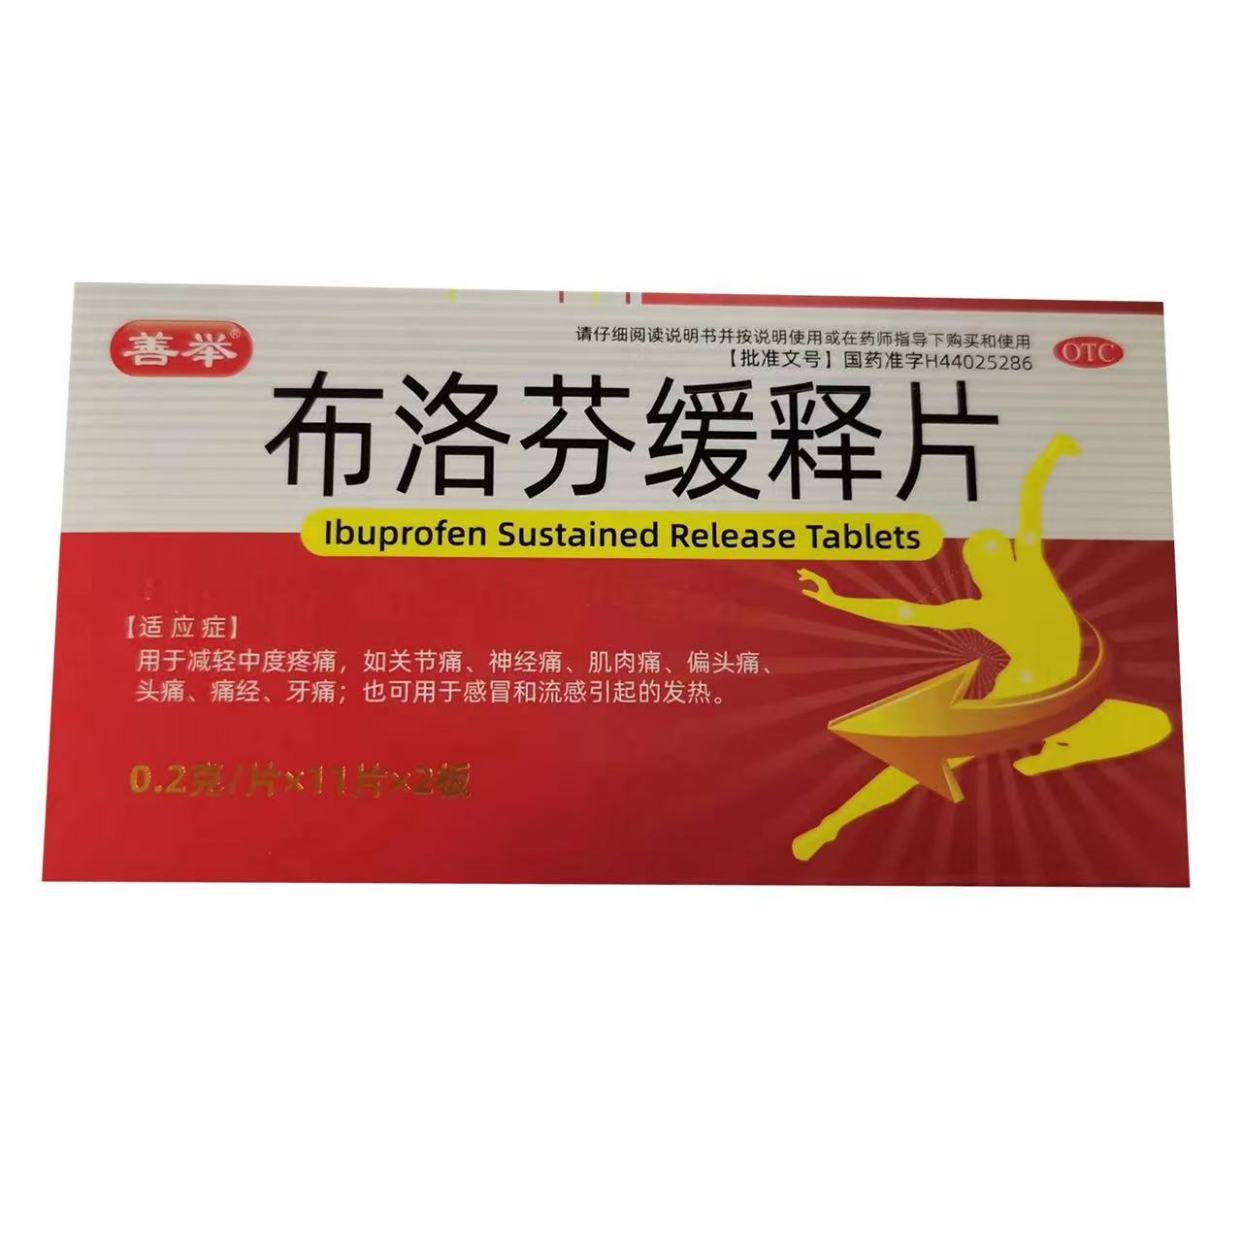 善举®
请仔细阅读说明书并按说明使用或在药师指导下购买和使用
【批准文号】国药准字H44025286
OTC
布洛芬缓释片
Ibuprofen Sustained Release Tablets
【适应症】
用于减轻中度疼痛，如关节痛、神经痛、肌肉痛、偏头痛、
头痛、痛经、牙痛；也可用于感冒和流感引起的发热。
0.2克/片×11片×2板